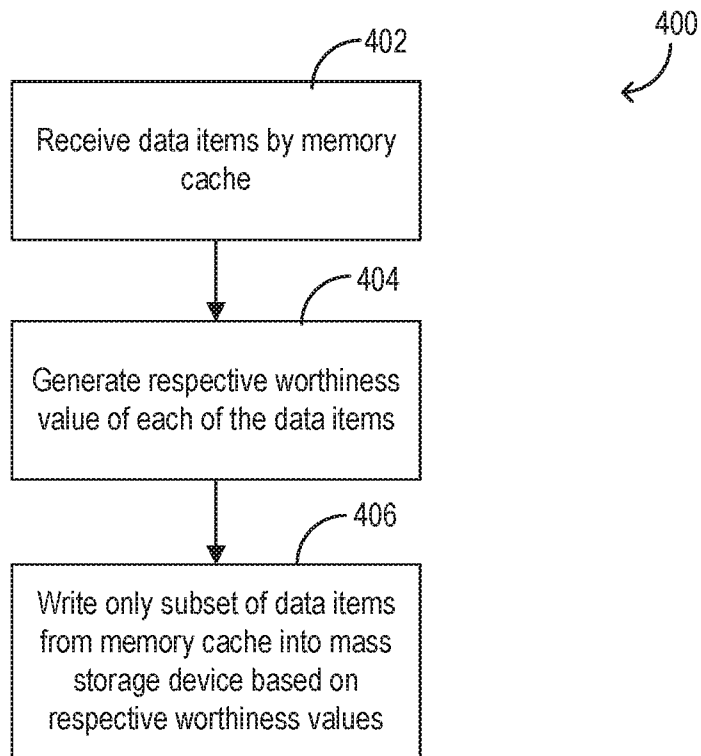 400
402
Receive data items by memory
cache
404
Generate respective worthiness
value of each of the data items
406
Write only subset of data items
from memory cache into mass
storage device based on
respective worthiness values